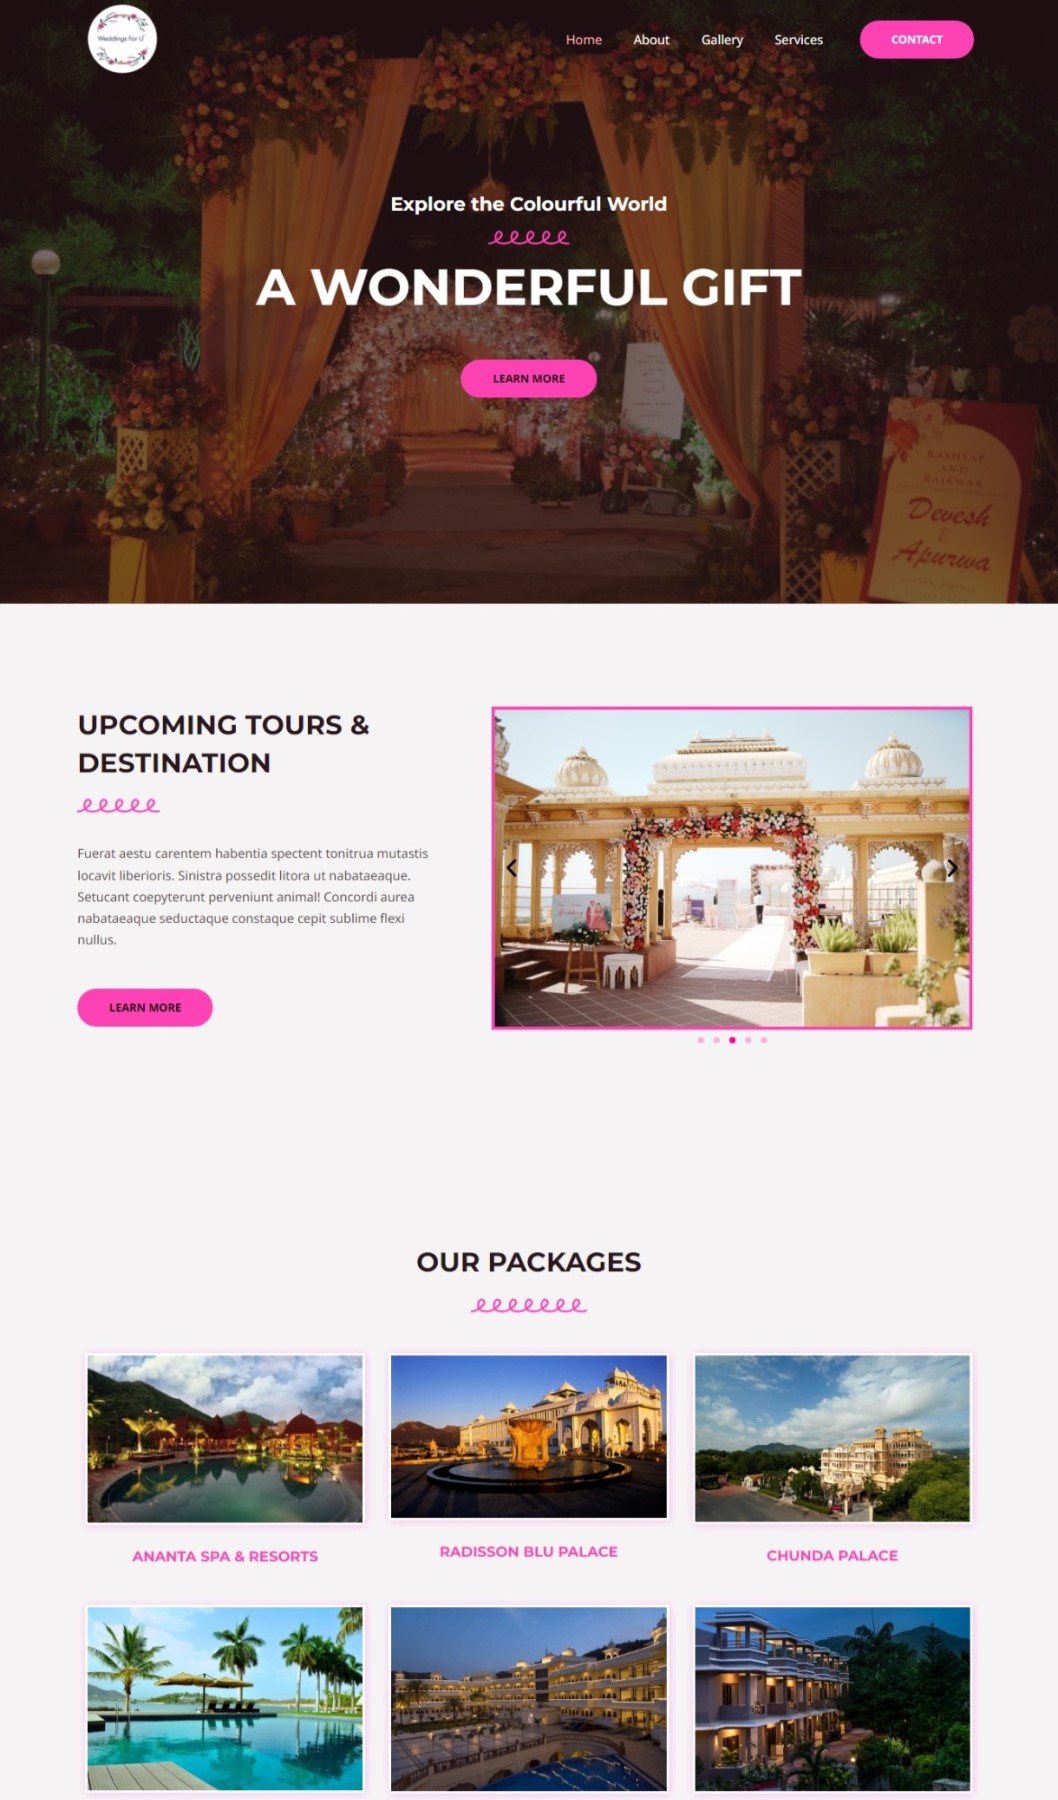 Weddings For U
Home
About
Gallery
Services
CONTACT
Explore the Colourful World
A WONDERFUL GIFT
LEARN MORE
KASHYAP
AND
RAIKWAR
Devesh
Apurwa
UPCOMING TOURS &
DESTINATION
Fuerat aestu carentem habentia spectent tonitrua mutastis
locavit liberioris. Sinistra possedit litora ut nabataeaque.
Setucant coepyterunt perveniunt animal! Concordi aurea
nabataeaque seductaque constaque cepit sublime flexi
nullus.
LEARN MORE
Wedding
OUR PACKAGES
ANANTA SPA & RESORTS
RADISSON BLU PALACE
CHUNDA PALACE